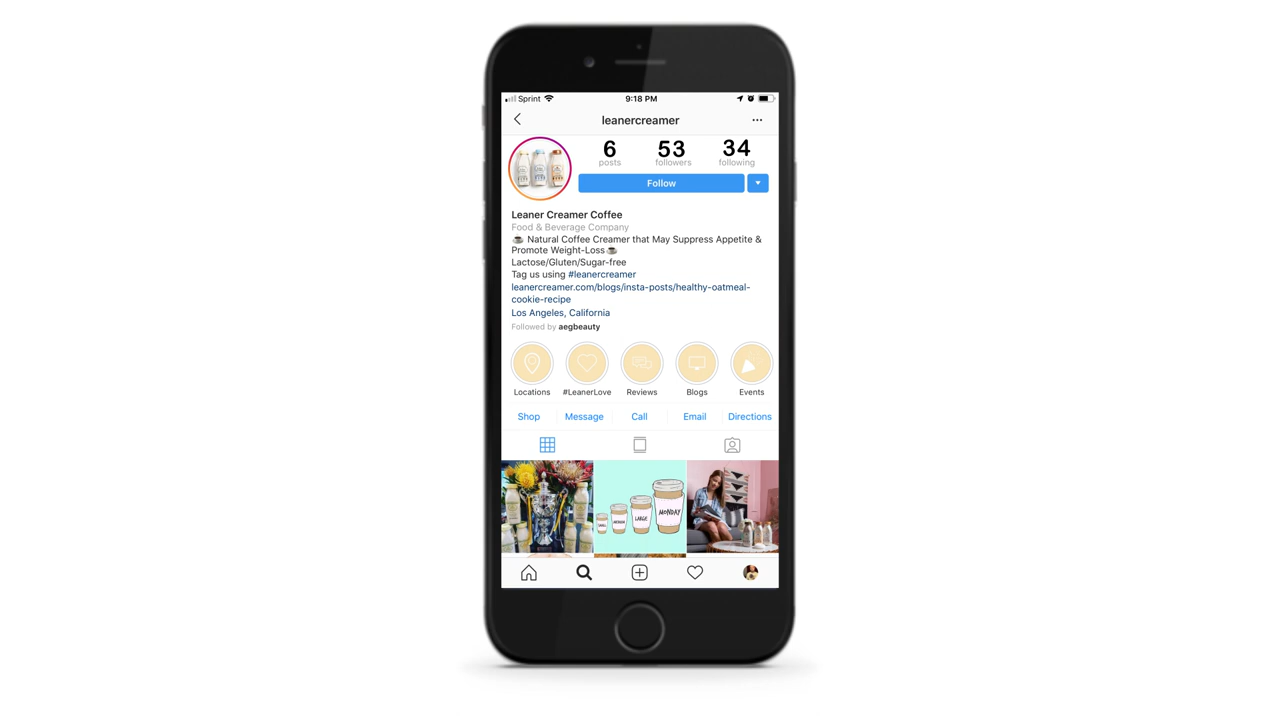 Sprint 9:18 PM
leanercreamer
6 53 34
posts followers following
Follow
Leaner Creamer Coffee
Food & Beverage Company
☕ Natural Coffee Creamer that May Suppress Appetite &
Promote Weight-Loss☕
Lactose/Gluten/Sugar-free
Tag us using #leanercreamer
leanercreamer.com/blogs/insta-posts/healthy-oatmeal-
cookie-recipe
Los Angeles, California
Followed by aegbeauty
Locations #LeanerLove Reviews Blogs Events
Shop Message Call Email Directions
LARGE MONDAY